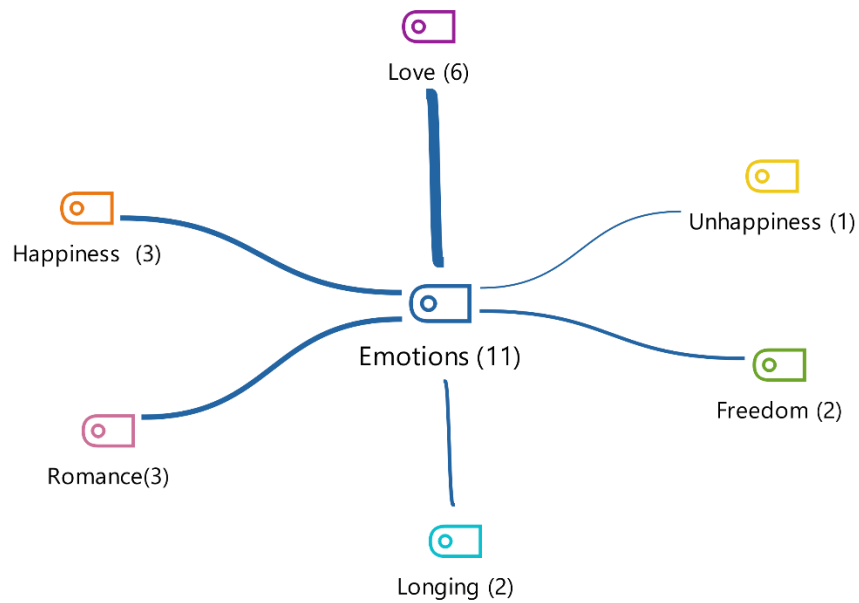 Love (6)
Unhappiness (1)
Happiness (3)
Emotions (11)
Freedom (2)
Romance(3)
Longing (2)